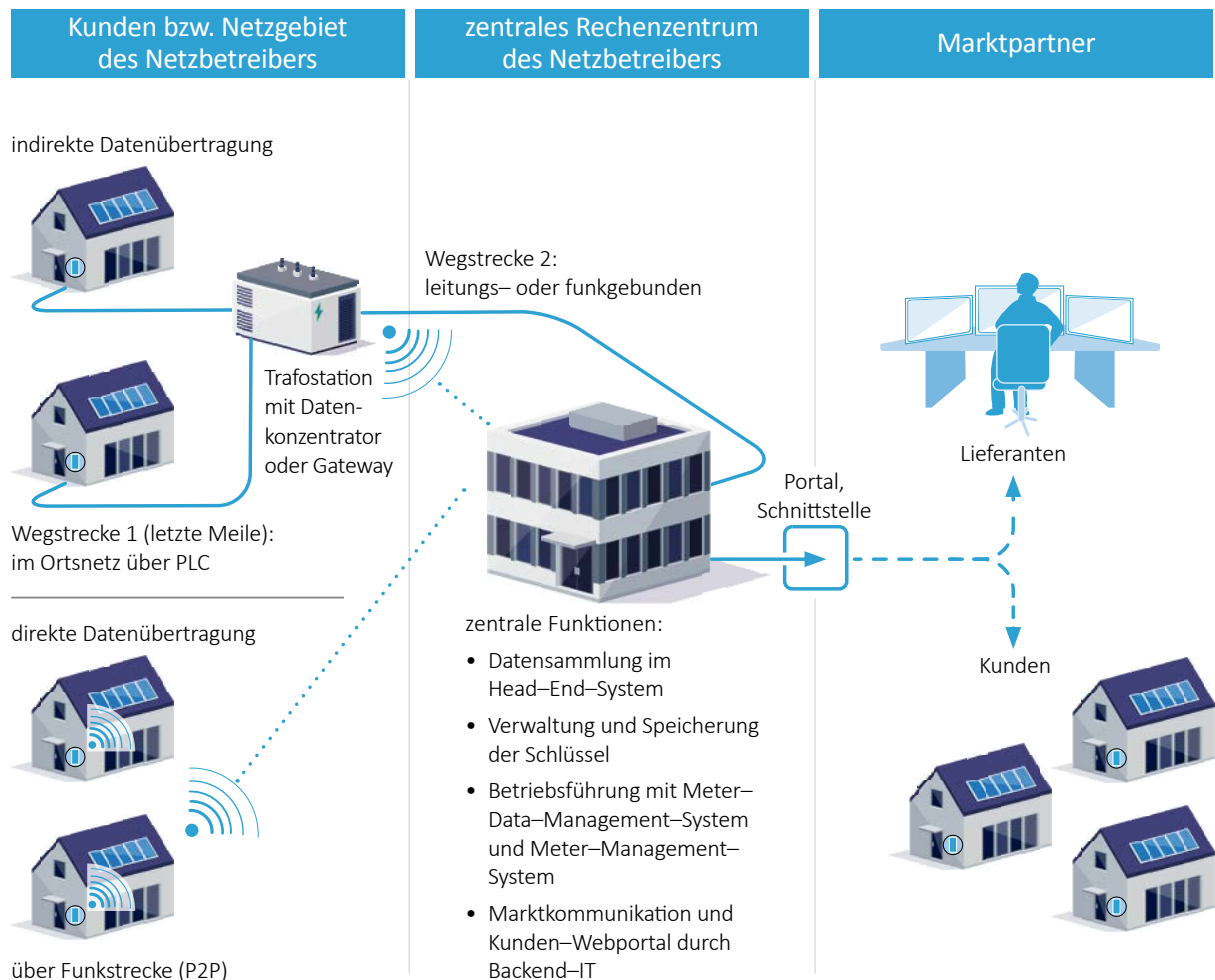 Kunden bzw. Netzgebiet
des Netzbetreibers
zentrales Rechenzentrum
des Netzbetreibers
Marktpartner
indirekte Datenübertragung
Wegstrecke 2:
leitungs– oder funkgebunden
Trafostation
mit Daten-
konzentrator
oder Gateway
Wegstrecke 1 (letzte Meile):
im Ortsnetz über PLC
direkte Datenübertragung
über Funkstrecke (P2P)
Portal,
Schnittstelle
zentrale Funktionen:
• Datensammlung im
Head–End–System
• Verwaltung und Speicherung
der Schlüssel
• Betriebsführung mit Meter–
Data–Management–System
und Meter–Management–
System
• Marktkommunikation und
Kunden–Webportal durch
Backend–IT
Lieferanten
Kunden